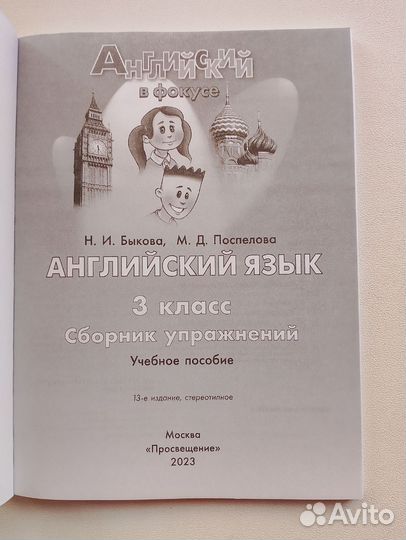 Английский
в фокусе
Н. И. Быкова, М. Д. Поспелова
АНГЛИЙСКИЙ ЯЗЫК
3 класс
Сборник упражнений
Учебное пособие
13-е издание, стереотипное
Москва
«Просвещение»
2023
Avito